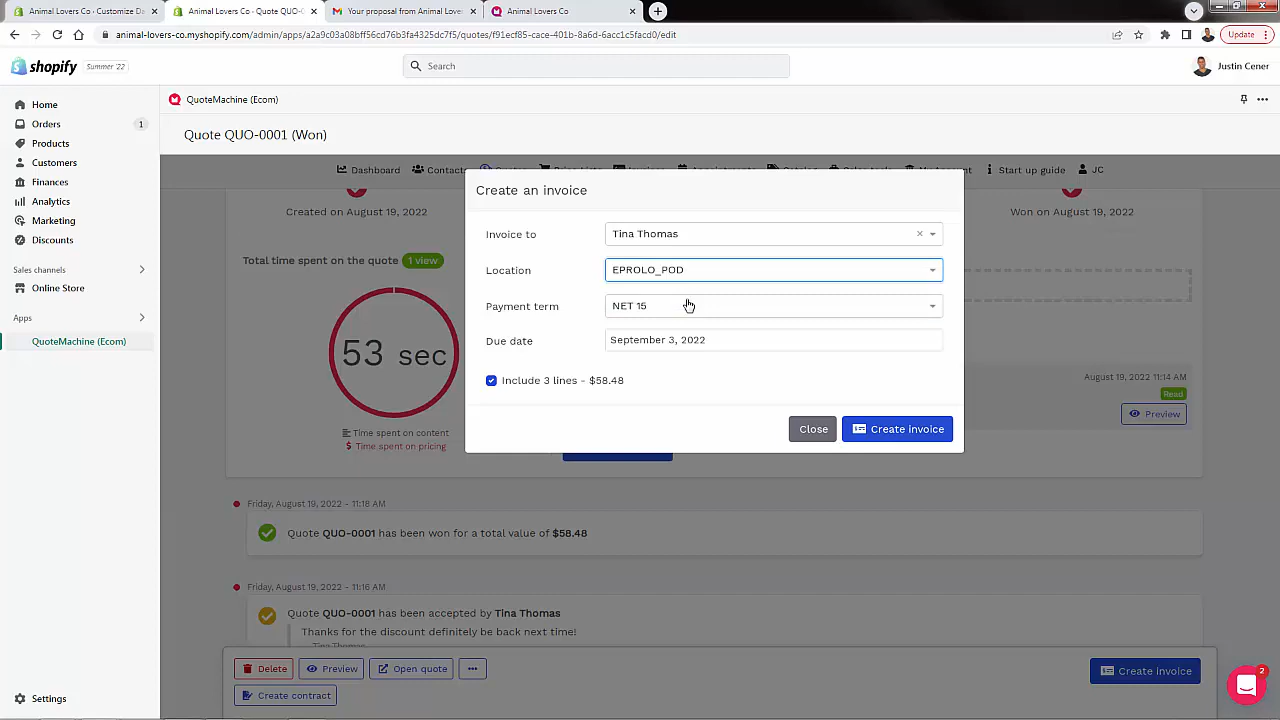 Animal Lovers Co · Customize Da
Animal Lovers Co · Quote QUO-0
Your proposal from Animal Lovers
Animal Lovers Co
animal-lovers-co.myshopify.com/admin/apps/a2a9c03a08bff56cd76b3fa4325dc7f5/quotes/f91ecf85-cace-401b-8a6d-6acc1c5facd0/edit
Update
shopify
Summer '22
Search
Justin Cener
Home
Orders
1
Products
Customers
Finances
Analytics
Marketing
Discounts
Sales channels
Online Store
Apps
QuoteMachine (Ecom)
Settings
QuoteMachine (Ecom)
Quote QUO-0001 (Won)
Dashboard
Contacts
Start up guide
JC
Created on August 19, 2022
Won on August 19, 2022
Total time spent on the quote
1 view
53 sec
Time spent on content
$ Time spent on pricing
August 19, 2022 11:14 AM
Read
Preview
Create an invoice
Invoice to
Tina Thomas
Location
EPROLO_POD
Payment term
NET 15
Due date
September 3, 2022
Include 3 lines - $58.48
Close
Create invoice
Friday, August 19, 2022 - 11:18 AM
Quote QUO-0001 has been won for a total value of $58.48
Friday, August 19, 2022 - 11:16 AM
Quote QUO-0001 has been accepted by Tina Thomas
Thanks for the discount definitely be back next time!
Tina Thomas
Delete
Preview
Open quote
Create invoice
Create contract
2